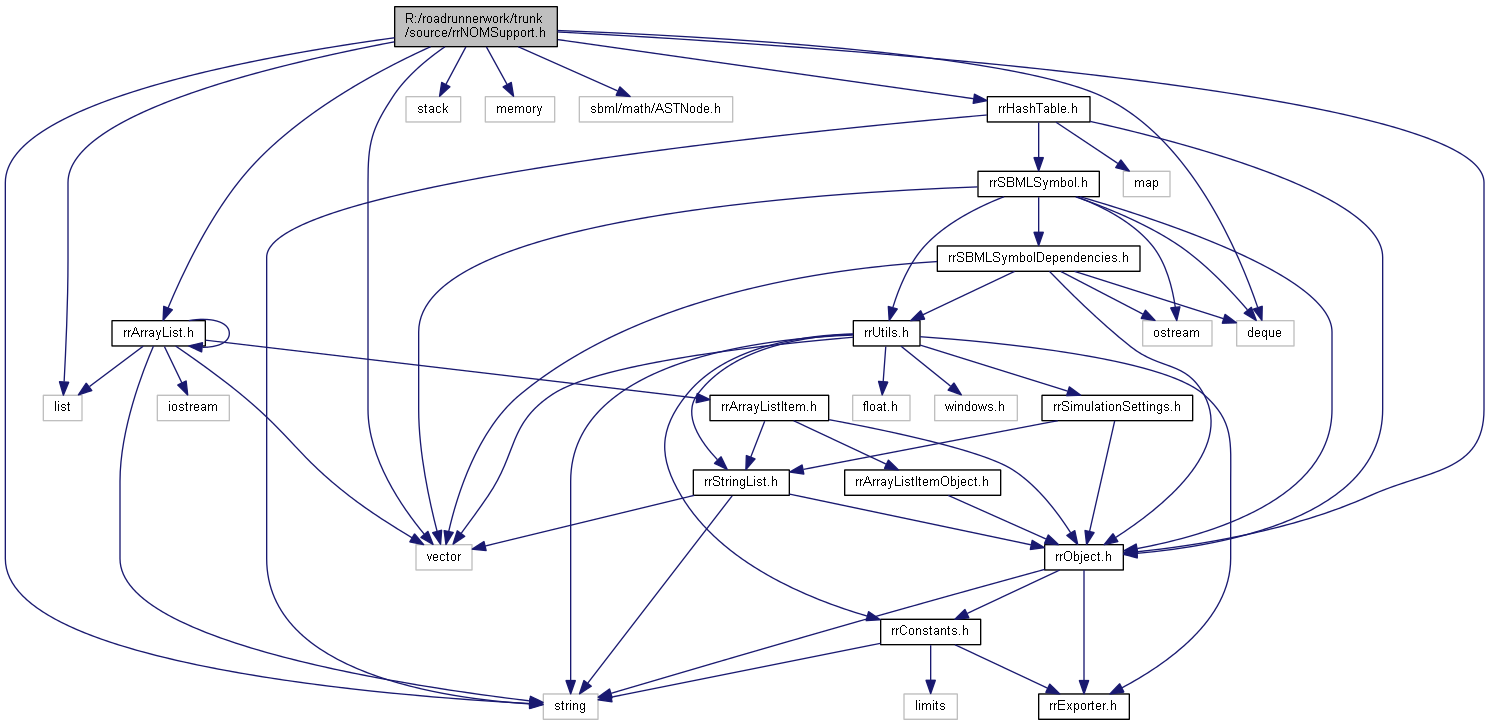 R:/roadrunnerwork/trunk
/source/rrNOMSupport.h
stack
memory
sbml/math/ASTNode.h
rrHashTable.h
rrSBMLSymbol.h
map
rrSBMLSymbolDependencies.h
rrArrayList.h
rrUtils.h
ostream
deque
list
iostream
rrArrayListItem.h
float.h
windows.h
rrSimulationSettings.h
rrStringList.h
rrArrayListItemObject.h
vector
rrObject.h
rrConstants.h
string
limits
rrExporter.h